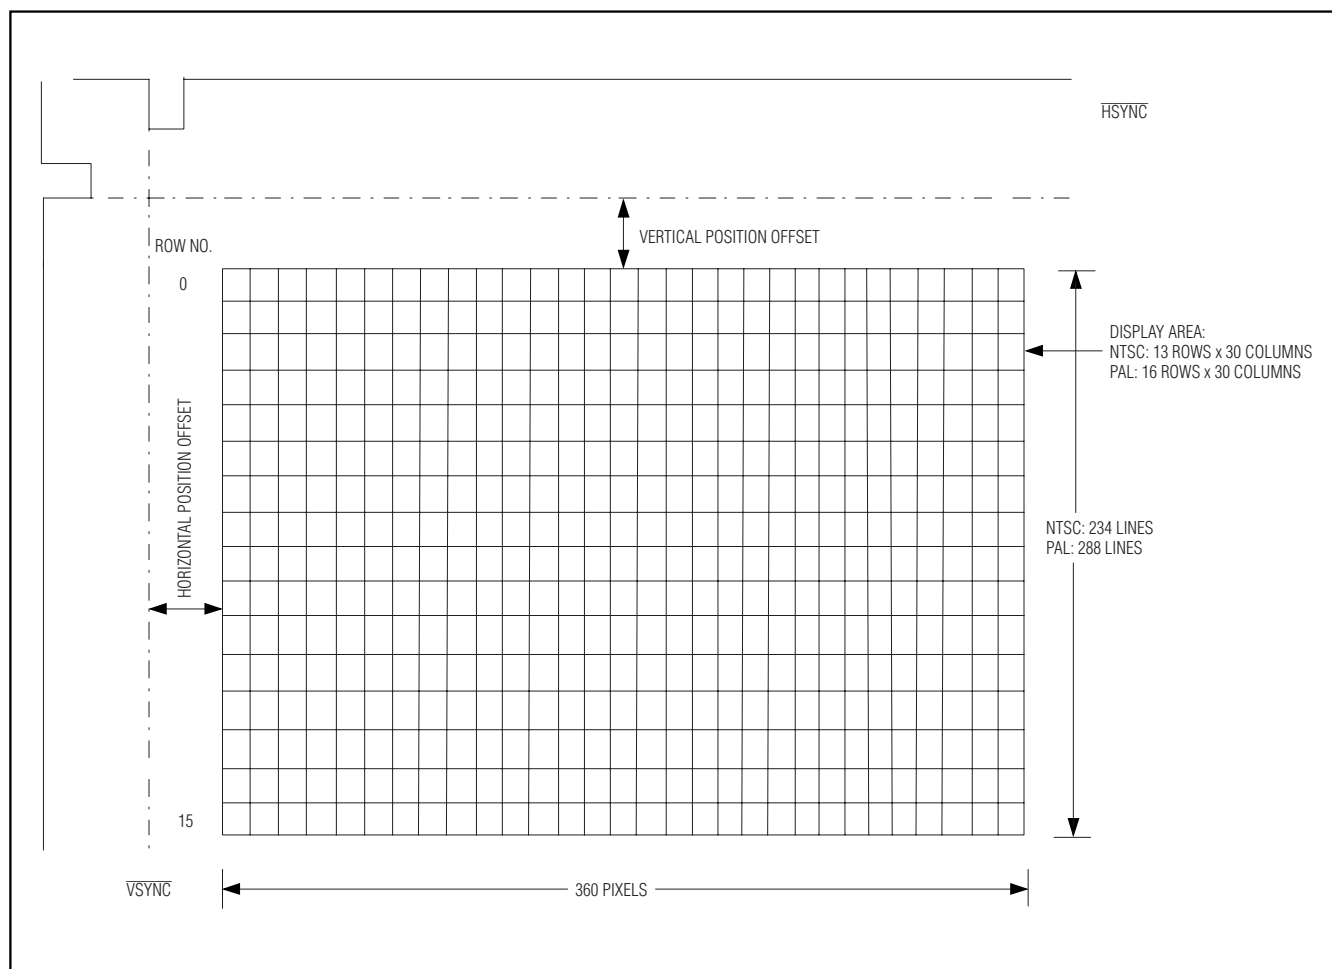 HSYNC
VERTICAL POSITION OFFSET
ROW NO.
0
DISPLAY AREA:
NTSC: 13 ROWS x 30 COLUMNS
PAL: 16 ROWS x 30 COLUMNS
HORIZONTAL POSITION OFFSET
NTSC: 234 LINES
PAL: 288 LINES
15
VSYNC
360 PIXELS